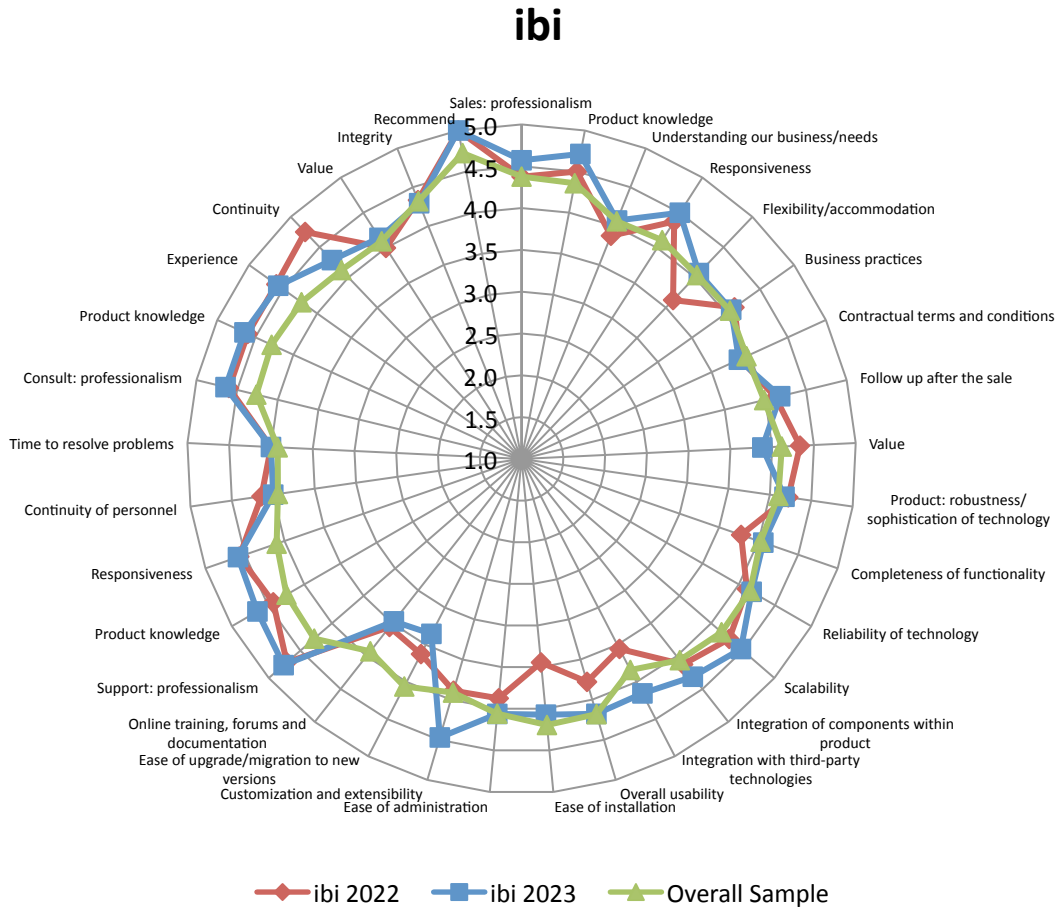 ibi
Sales: professionalism
Product knowledge
Understanding our business/needs
Responsiveness
Flexibility/accommodation
Business practices
Contractual terms and conditions
Follow up after the sale
Value
Product: robustness/
sophistication of technology
Completeness of functionality
Reliability of technology
Scalability
Integration of components within
product
Integration with third-party
technologies
Overall usability
Ease of installation
Ease of administration
Customization and extensibility
Ease of upgrade/migration to new
versions
Online training, forums and
documentation
Support: professionalism
Product knowledge
Responsiveness
Continuity of personnel
Time to resolve problems
Consult: professionalism
Product knowledge
Experience
Continuity
Value
Integrity
Recommend
5.0
4.5
4.0
3.5
3.0
2.5
2.0
1.5
1.0
ibi 2022
ibi 2023
Overall Sample